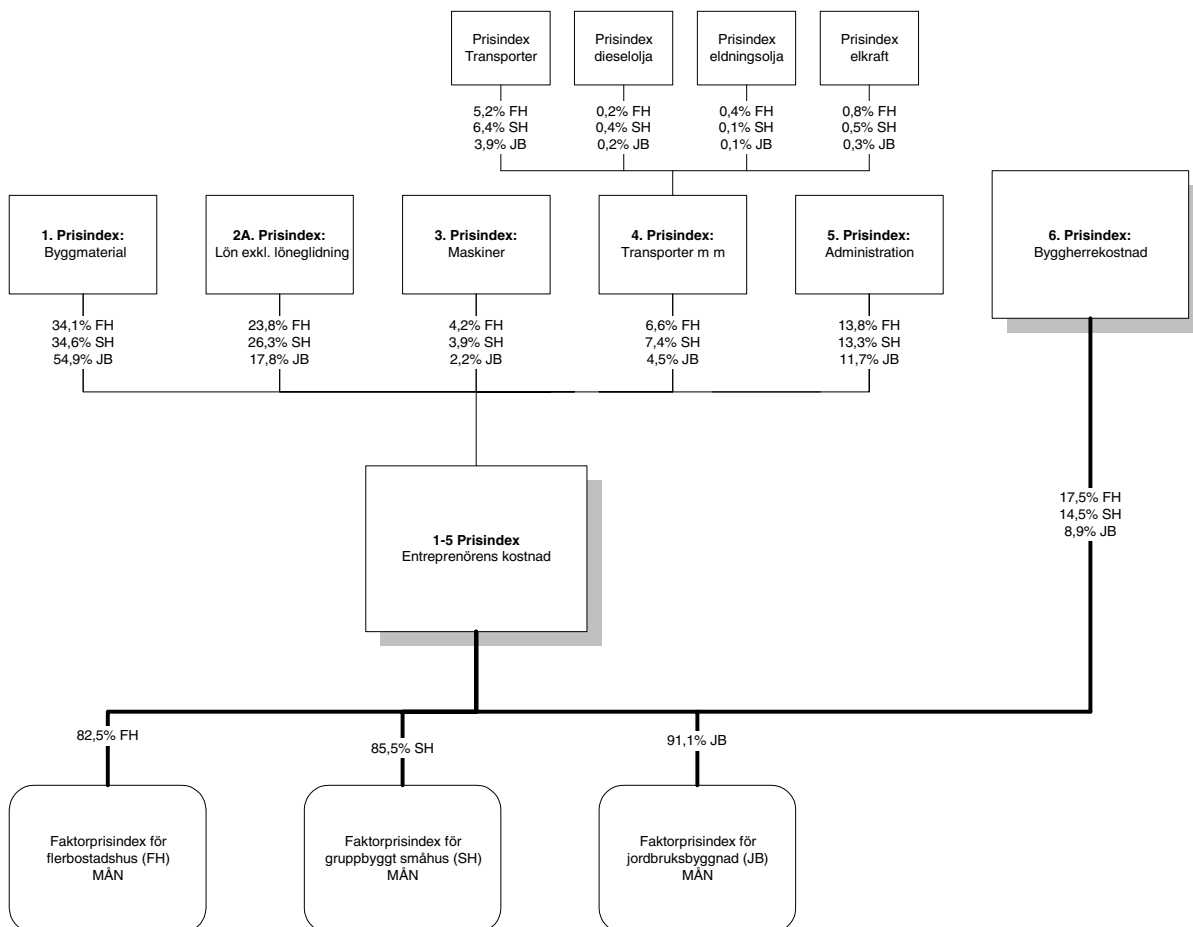 Prisindex
Transporter
Prisindex
dieselolja
Prisindex
eldningsolja
Prisindex
elkraft
5,2% FH
6,4% SH
3,9% JB
0,2% FH
0,4% SH
0,2% JB
0,4% FH
0,1% SH
0,1% JB
0,8% FH
0,5% SH
0,3% JB
1. Prisindex:
Byggmaterial
2A. Prisindex:
Lön exkl. löneglidning
3. Prisindex:
Maskiner
4. Prisindex:
Transporter m m
5. Prisindex:
Administration
6. Prisindex:
Byggherrekostnad
34,1% FH
34,6% SH
54,9% JB
23,8% FH
26,3% SH
17,8% JB
4,2% FH
3,9% SH
2,2% JB
6,6% FH
7,4% SH
4,5% JB
13,8% FH
13,3% SH
11,7% JB
1-5 Prisindex
Entreprenörens kostnad
17,5% FH
14,5% SH
8,9% JB
82,5% FH
85,5% SH
91,1% JB
Faktorprisindex för
flerbostadshus (FH)
MÅN
Faktorprisindex för
gruppbyggt småhus (SH)
MÅN
Faktorprisindex för
jordbruksbyggnad (JB)
MÅN